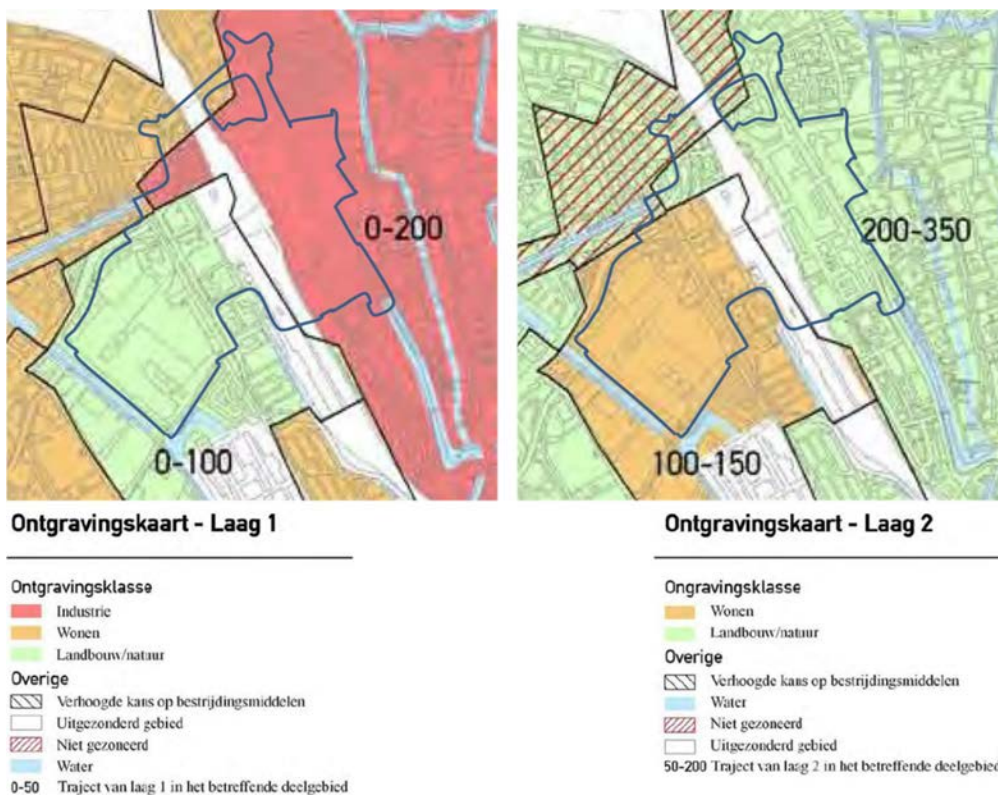 0-200
0-100
200-350
100-150
Ontgravingskaart - Laag 1
Ontgravingsklasse
Industrie
Wonen
Landbouw/natuur
Overige
Verhoogde kans op bestrijdingsmiddelen
Uitgezonderd gebied
Niet gezoneerd
Water
0-50 Traject van laag 1 in het betreffende deelgebied
Ontgravingskaart - Laag 2
Ongravingsklasse
Wonen
Landbouw/natuur
Overige
Verhoogde kans op bestrijdingsmiddelen
Water
Niet gezoneerd
Uitgezonderd gebied
50-200 Traject van laag 2 in het betreffende deelgebied